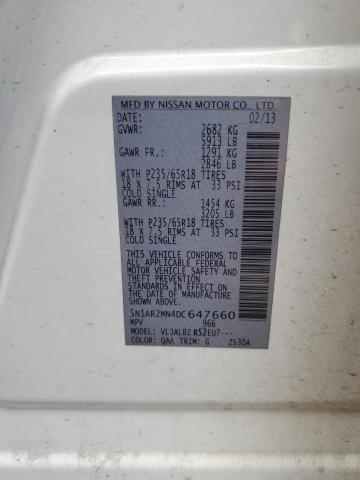 MFD BY NISSAN MOTOR CO., LTD.
DATE: 02/13
GVWR: 2682 KG
5913 LB
GAWR FR.: 1291 KG
2846 LB
WITH P235/65R18 TIRES
18 X 7.5 RIMS AT 33 PSI
COLD SINGLE
GAWR RR.: 1454 KG
3205 LB
WITH P235/65R18 TIRES
18 X 7.5 RIMS AT 33 PSI
COLD SINGLE
THIS VEHICLE CONFORMS TO
ALL APPLICABLE FEDERAL
MOTOR VEHICLE SAFETY
STANDARDS IN EFFECT ON
THE DATE OF MANUFACTURE
SHOWN ABOVE.
5N1AR2MN4DC647660
MPV 966
MODEL: VLJALBZ R52EU7---
COLOR: QAA TRIM: G 2530A